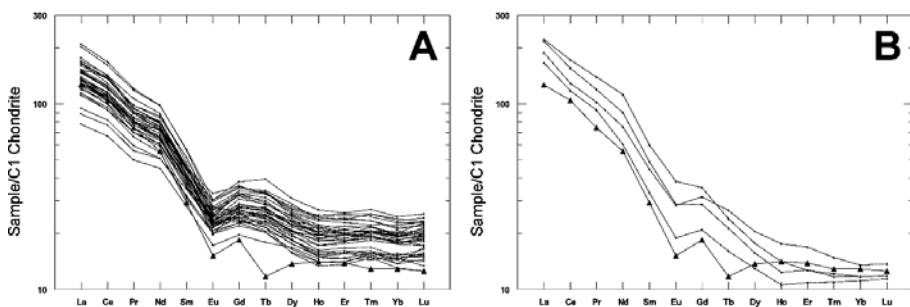 300
A
100
Sample/C1 Chondrite
30
10
La Ce Pr Nd Sm Eu Gd Tb Dy Ho Er Tm Yb Lu
300
B
100
Sample/C1 Chondrite
30
10
La Ce Pr Nd Sm Eu Gd Tb Dy Ho Er Tm Yb Lu